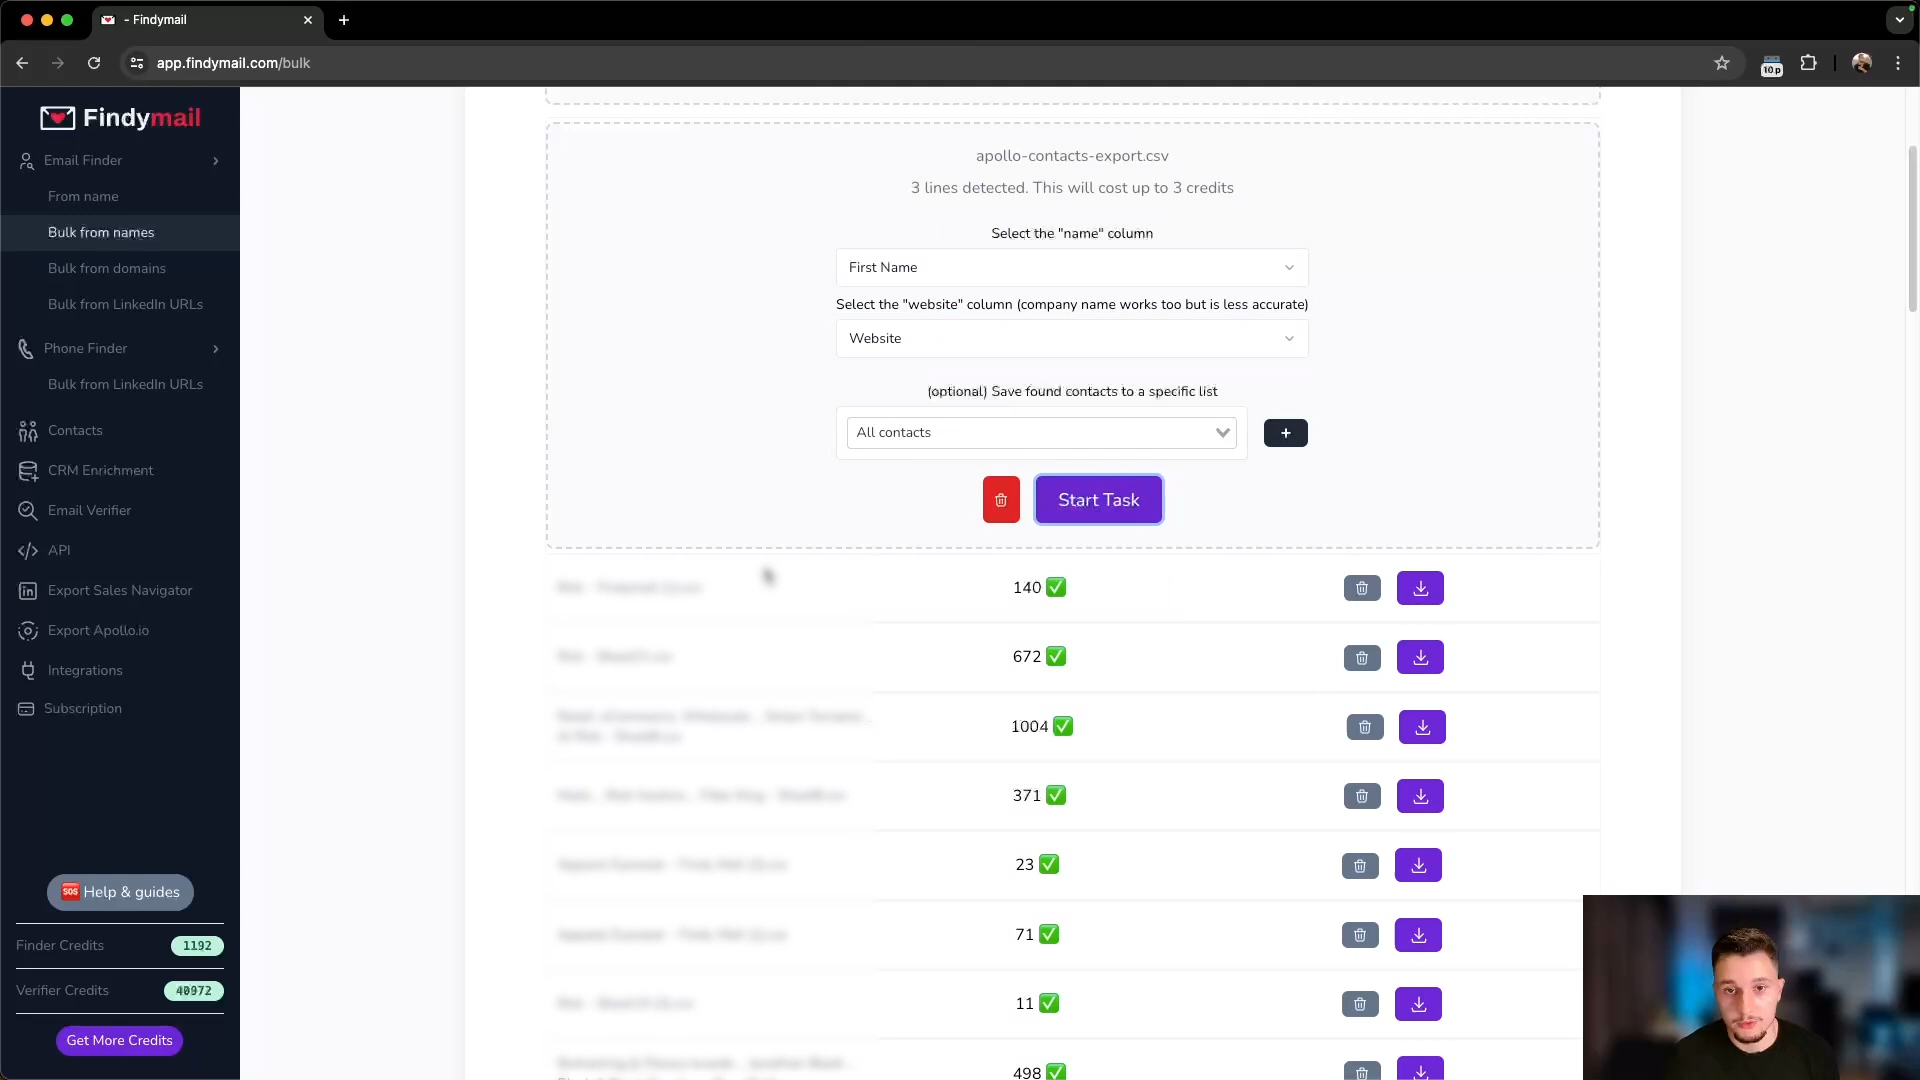 - Findymail
app.findymail.com/bulk
10p
Findymail
Email Finder
From name
Bulk from names
Bulk from domains
Bulk from LinkedIn URLs
Phone Finder
Bulk from LinkedIn URLs
Contacts
CRM Enrichment
Email Verifier
API
Export Sales Navigator
Export Apollo.io
Integrations
Subscription
SOS Help & guides
Finder Credits 1192
Verifier Credits 40972
Get More Credits
apollo-contacts-export.csv
3 lines detected. This will cost up to 3 credits
Select the "name" column
First Name
Select the "website" column (company name works too but is less accurate)
Website
(optional) Save found contacts to a specific list
All contacts
+
Start Task
140
672
1004
371
23
71
11
498